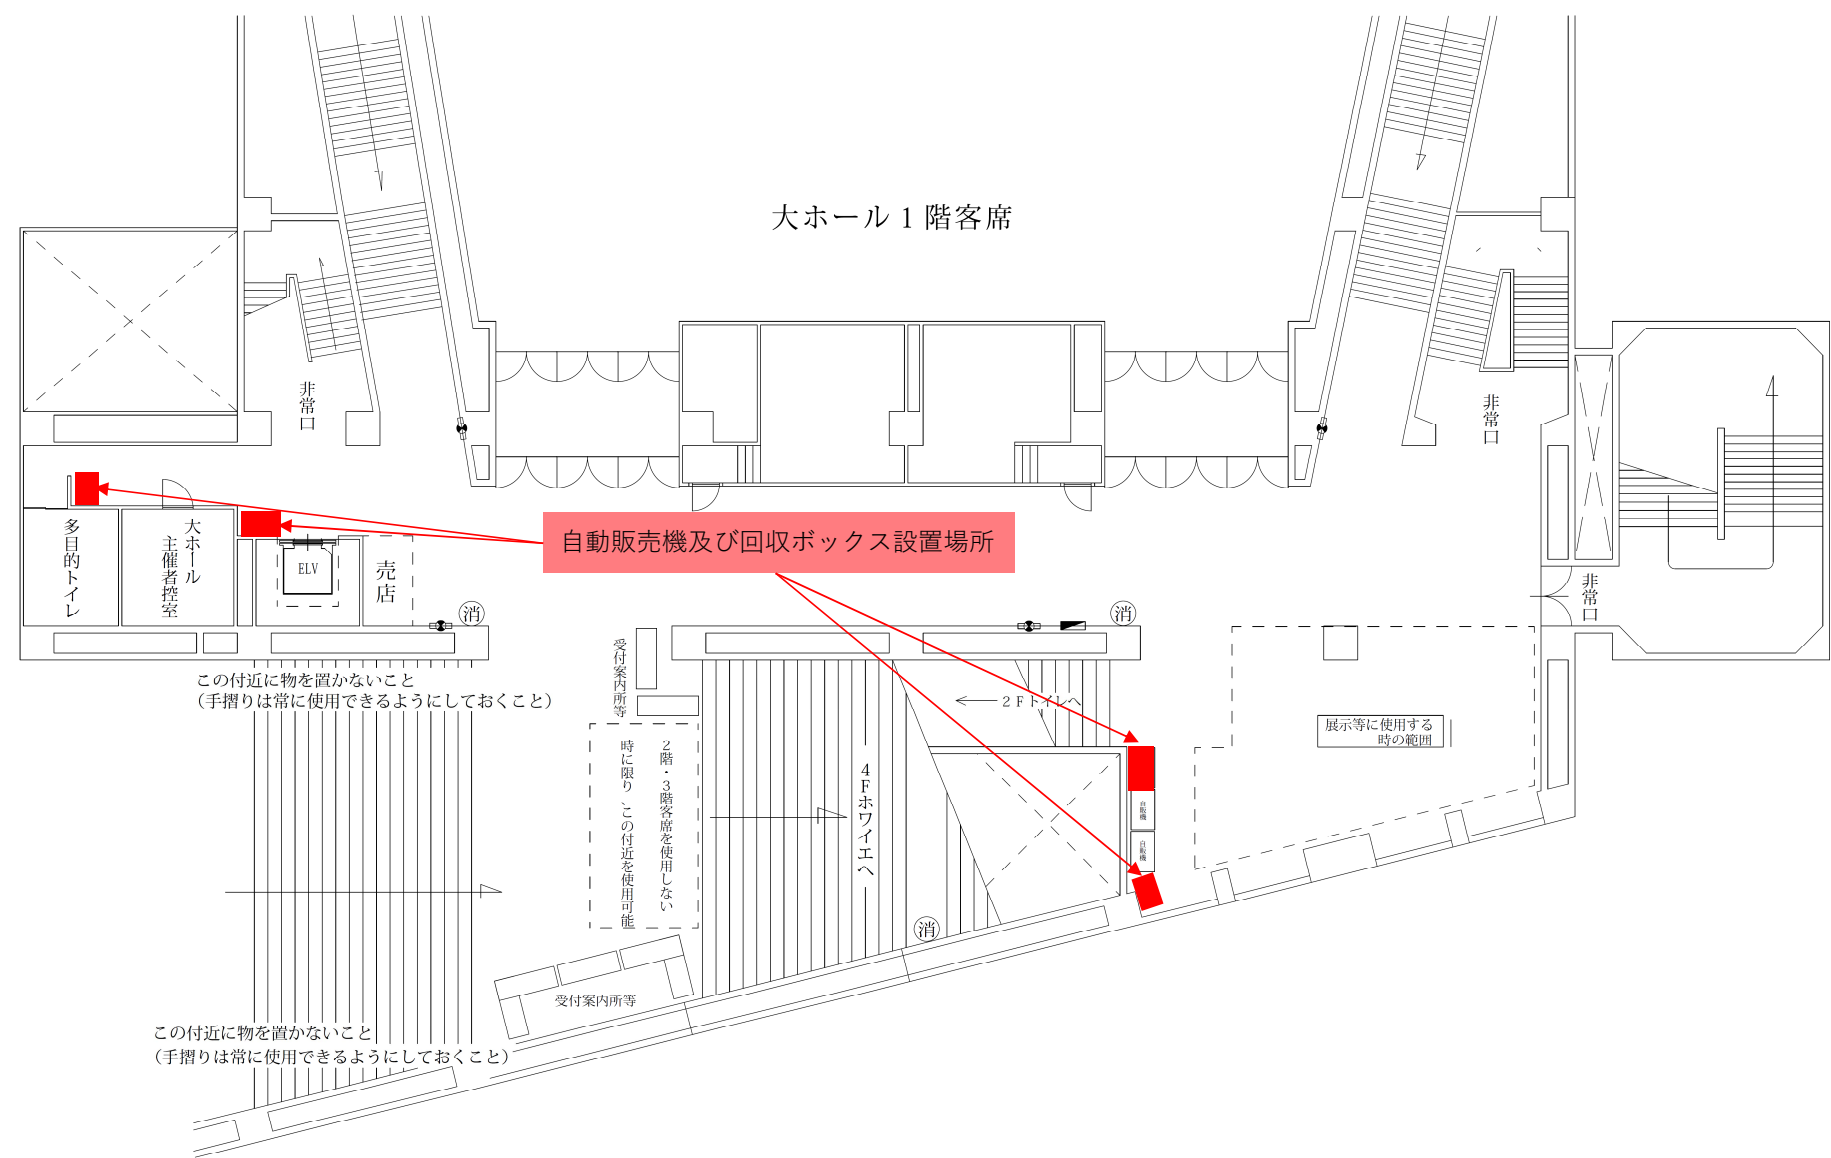 大ホール１階客席
非常口
非常口
自動販売機及び回収ボックス設置場所
多目的トイレ
大ホール
主催者控室
ELV
売店
消
消
非常口
受付案内所等
この付近に物を置かないこと
（手摺りは常に使用できるようにしておくこと）
２Ｆトイレへ
展示等に使用する
時の範囲
２階・３階客席を使用しない
時に限り、この付近を使用可能
４Ｆホワイエへ
自販機
自販機
消
受付案内所等
この付近に物を置かないこと
（手摺りは常に使用できるようにしておくこと）